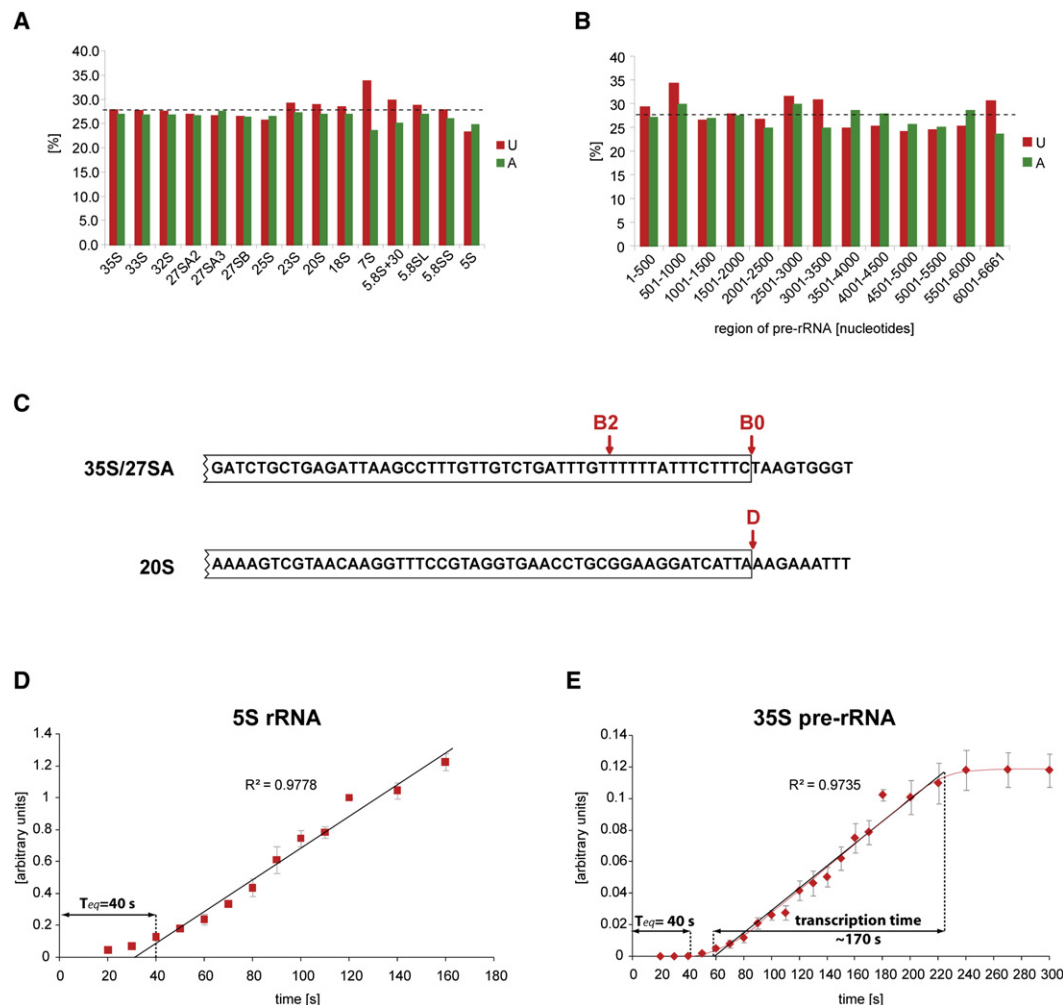 A
40.0
35.0
30.0
25.0
20.0
15.0
10.0
5.0
0.0
[%]
U
A
35S
33S
32S
27SA2
27SA3
27SB
25S
23S
20S
18S
7S
5.8S+30
5.8SL
5.8SS
5S
B
40
35
30
25
20
15
10
5
0
[%]
U
A
1-500
501-1000
1001-1500
1501-2000
2001-2500
2501-3000
3001-3500
3501-4000
4001-4500
4501-5000
5001-5500
5501-6000
6001-6661
region of pre-rRNA [nucleotides]
C
B2
B0
35S/27SA
GATCTGCTGAGATTAAGCCTTTGTTGTCTGATTTGTTTTTTATTTCTTTCTAAGTGGGT
D
20S
AAAAGTCGTAACAAGGTTTCCGTAGGTGAACCTGCGGAAGGATCATTAAAGAAATTT
D
5S rRNA
1.4
1.2
1
0.8
0.6
0.4
0.2
0
[arbitrary units]
R² = 0.9778
Teq=40 s
0 20 40 60 80 100 120 140 160 180
time [s]
E
35S pre-rRNA
0.14
0.12
0.1
0.08
0.06
0.04
0.02
0
[arbitrary units]
R² = 0.9735
Teq= 40 s
transcription time
~170 s
0 20 40 60 80 100 120 140 160 180 200 220 240 260 280 300
time [s]